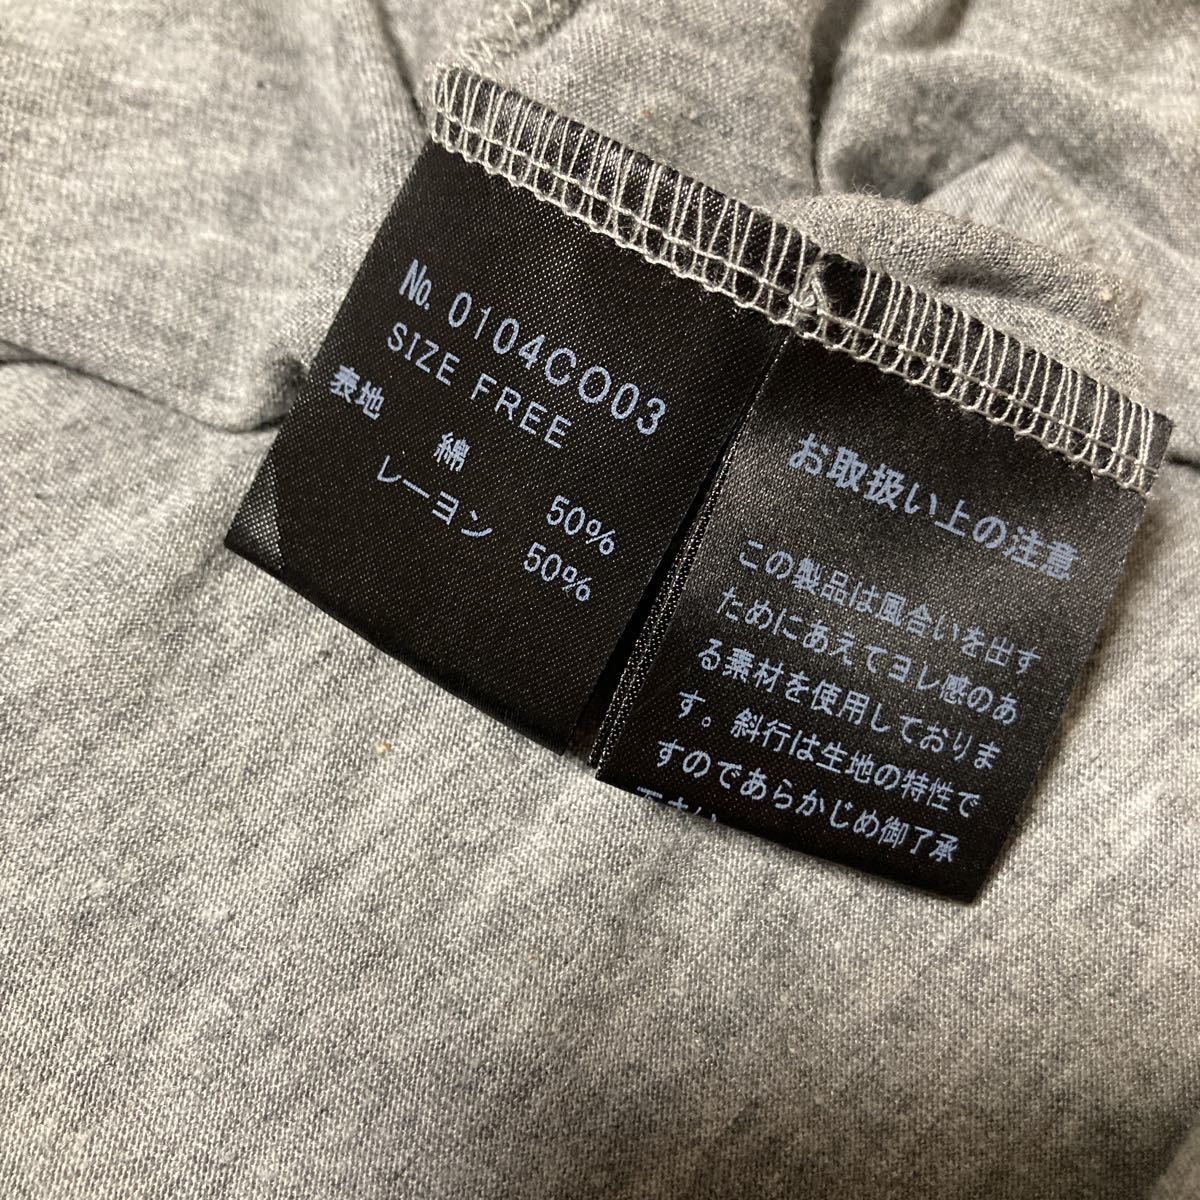 No. 0104CO03
SIZE FREE
表地
綿 50%
レーヨン 50%
お取扱い上の注意
この製品は風合いを出す
ためにあえてヨレ感のあ
る素材を使用しておりま
す。斜行は生地の特性で
すのであらかじめ御了承